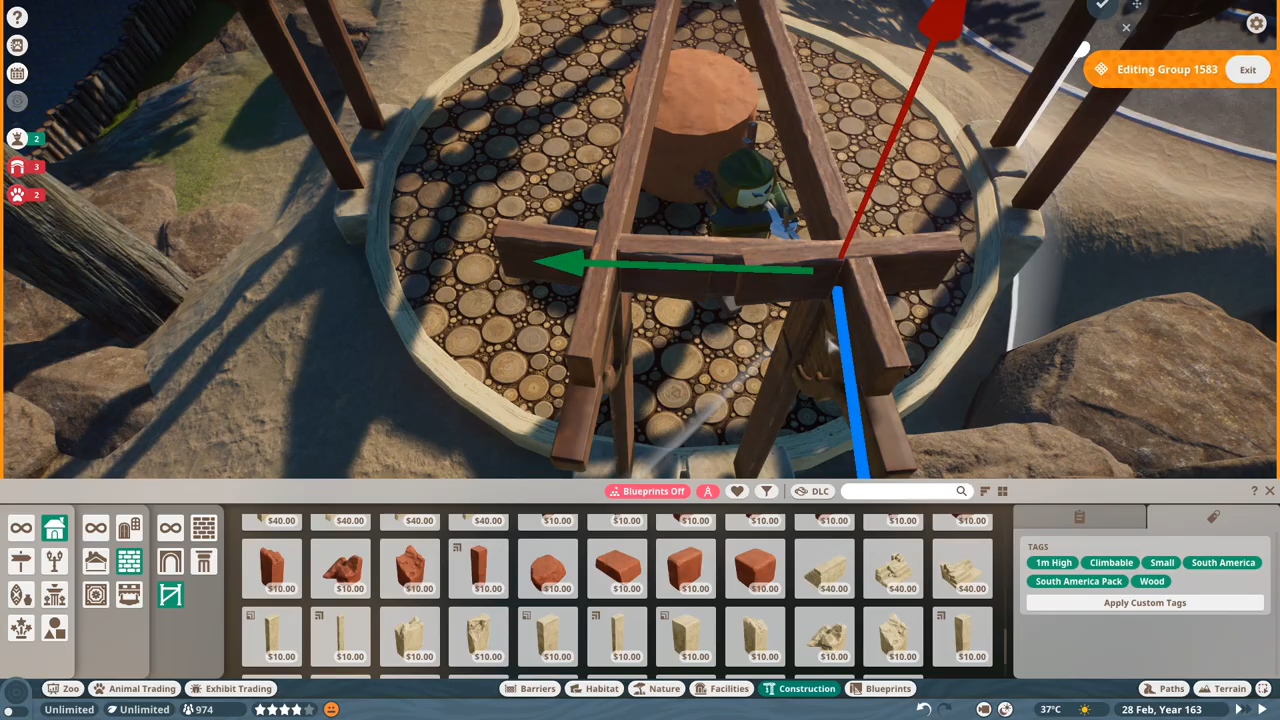 ?
Editing Group 1583
Exit
2
3
2
Blueprints Off
DLC
?
$40.00 $40.00 $40.00 $40.00 $10.00 $10.00 $10.00 $10.00 $10.00 $10.00 $10.00
$10.00 $10.00 $10.00 $10.00 $10.00 $10.00 $10.00 $10.00 $40.00 $40.00 $40.00
$10.00 $10.00 $10.00 $10.00 $10.00 $10.00 $10.00 $10.00 $10.00 $10.00 $10.00
TAGS
1m High Climbable Small South America
South America Pack Wood
Apply Custom Tags
Zoo Animal Trading Exhibit Trading Barriers Habitat Nature Facilities Construction Blueprints Paths Terrain
Unlimited Unlimited 974 37°C 28 Feb, Year 163